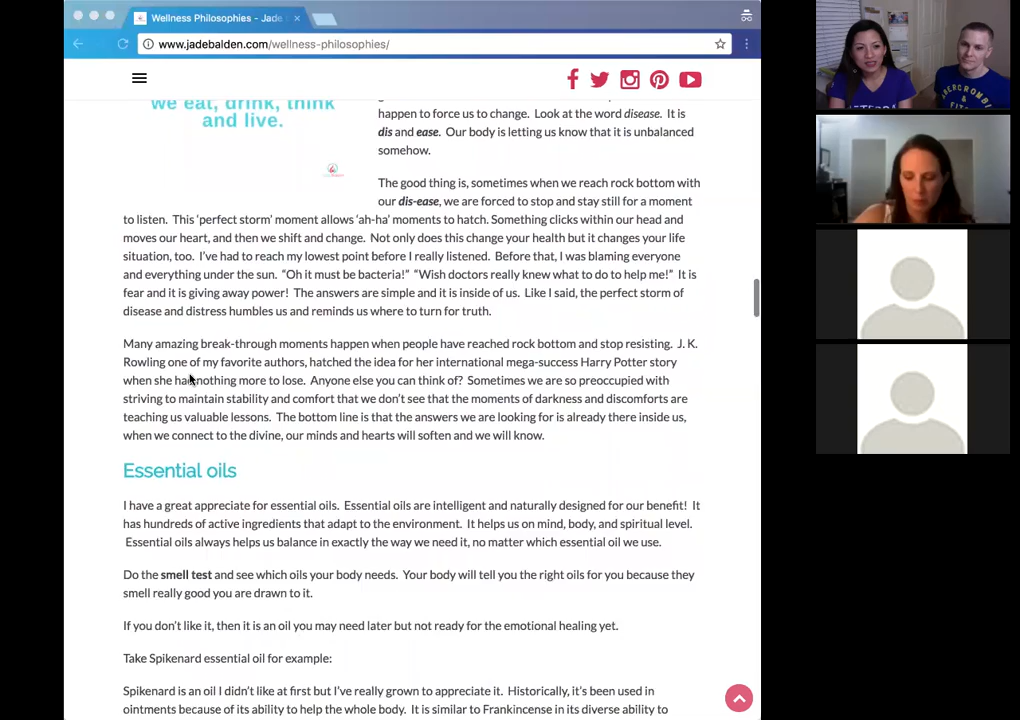 Wellness Philosophies - Jade
www.jadebalden.com/wellness-philosophies/
we eat, drink, think
and live.
happen to force us to change. Look at the word disease. It is
dis and ease. Our body is letting us know that it is unbalanced
somehow.
The good thing is, sometimes when we reach rock bottom with
our dis-ease, we are forced to stop and stay still for a moment
to listen. This ‘perfect storm’ moment allows ‘ah-ha’ moments to hatch. Something clicks within our head and
moves our heart, and then we shift and change. Not only does this change your health but it changes your life
situation, too. I’ve had to reach my lowest point before I really listened. Before that, I was blaming everyone
and everything under the sun. “Oh it must be bacteria!” “Wish doctors really knew what to do to help me!” It is
fear and it is giving away power! The answers are simple and it is inside of us. Like I said, the perfect storm of
disease and distress humbles us and reminds us where to turn for truth.
Many amazing break-through moments happen when people have reached rock bottom and stop resisting. J. K.
Rowling one of my favorite authors, hatched the idea for her international mega-success Harry Potter story
when she had nothing more to lose. Anyone else you can think of? Sometimes we are so preoccupied with
striving to maintain stability and comfort that we don’t see that the moments of darkness and discomforts are
teaching us valuable lessons. The bottom line is that the answers we are looking for is already there inside us,
when we connect to the divine, our minds and hearts will soften and we will know.
Essential oils
I have a great appreciate for essential oils. Essential oils are intelligent and naturally designed for our benefit! It
has hundreds of active ingredients that adapt to the environment. It helps us on mind, body, and spiritual level.
Essential oils always helps us balance in exactly the way we need it, no matter which essential oil we use.
Do the smell test and see which oils your body needs. Your body will tell you the right oils for you because they
smell really good you are drawn to it.
If you don’t like it, then it is an oil you may need later but not ready for the emotional healing yet.
Take Spikenard essential oil for example:
Spikenard is an oil I didn’t like at first but I’ve really grown to appreciate it. Historically, it’s been used in
ointments because of its ability to help the whole body. It is similar to Frankincense in its diverse ability to